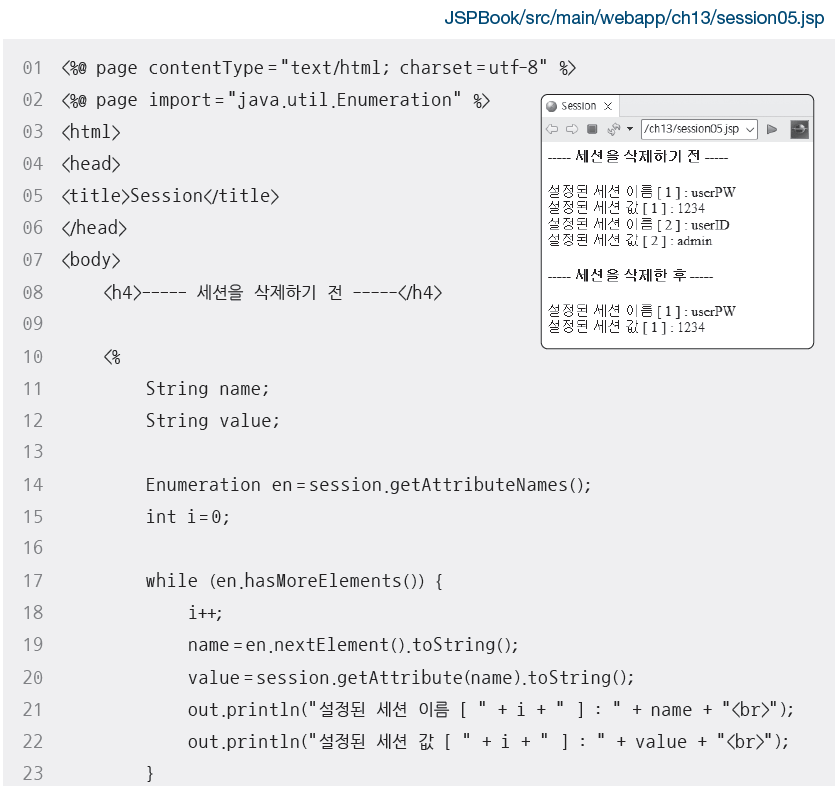 JSPBook/src/main/webapp/ch13/session05.jsp
01 <%@ page contentType="text/html; charset=utf-8" %>
02 <%@ page import="java.util.Enumeration" %>
03 <html>
04 <head>
05 <title>Session</title>
06 </head>
07 <body>
08 <h4>----- 세션을 삭제하기 전 -----</h4>
09
10 <%
11 String name;
12 String value;
13
14 Enumeration en=session.getAttributeNames();
15 int i=0;
16
17 while (en.hasMoreElements()) {
18 i++;
19 name=en.nextElement().toString();
20 value=session.getAttribute(name).toString();
21 out.println("설정된 세션 이름 [ " + i + " ] : " + name + "<br>");
22 out.println("설정된 세션 값 [ " + i + " ] : " + value + "<br>");
23 }
Session
/ch13/session05.jsp
----- 세션을 삭제하기 전 -----
설정된 세션 이름 [ 1 ] : userPW
설정된 세션 값 [ 1 ] : 1234
설정된 세션 이름 [ 2 ] : userID
설정된 세션 값 [ 2 ] : admin
----- 세션을 삭제한 후 -----
설정된 세션 이름 [ 1 ] : userPW
설정된 세션 값 [ 1 ] : 1234